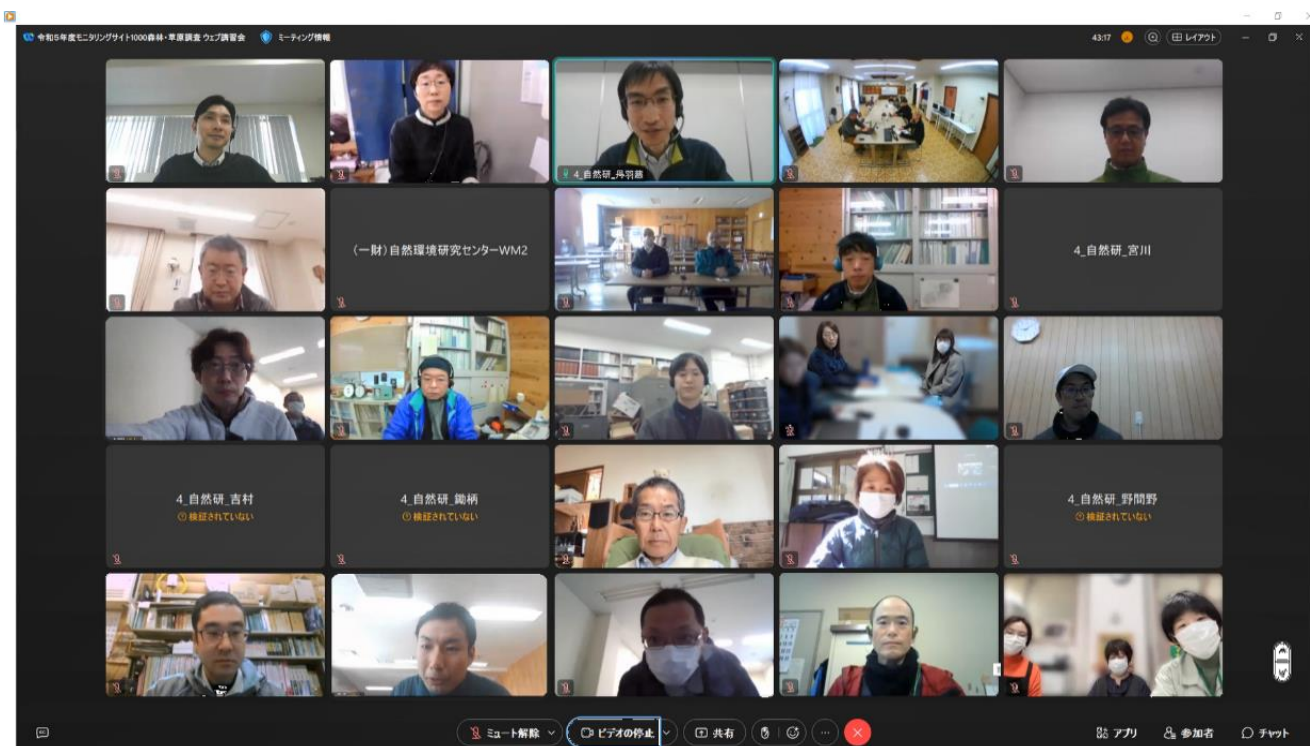 令和5年度モニタリングサイト1000森林・草原調査 ウェブ講習会
ミーティング情報
43:17
レイアウト
4_自然研_丹羽慈
(一財)自然環境研究センターWM2
4_自然研_宮川
4_自然研_吉村
検証されていない
4_自然研_鋤柄
検証されていない
4_自然研_野間野
検証されていない
ミュート解除
ビデオの停止
共有
アプリ
参加者
チャット